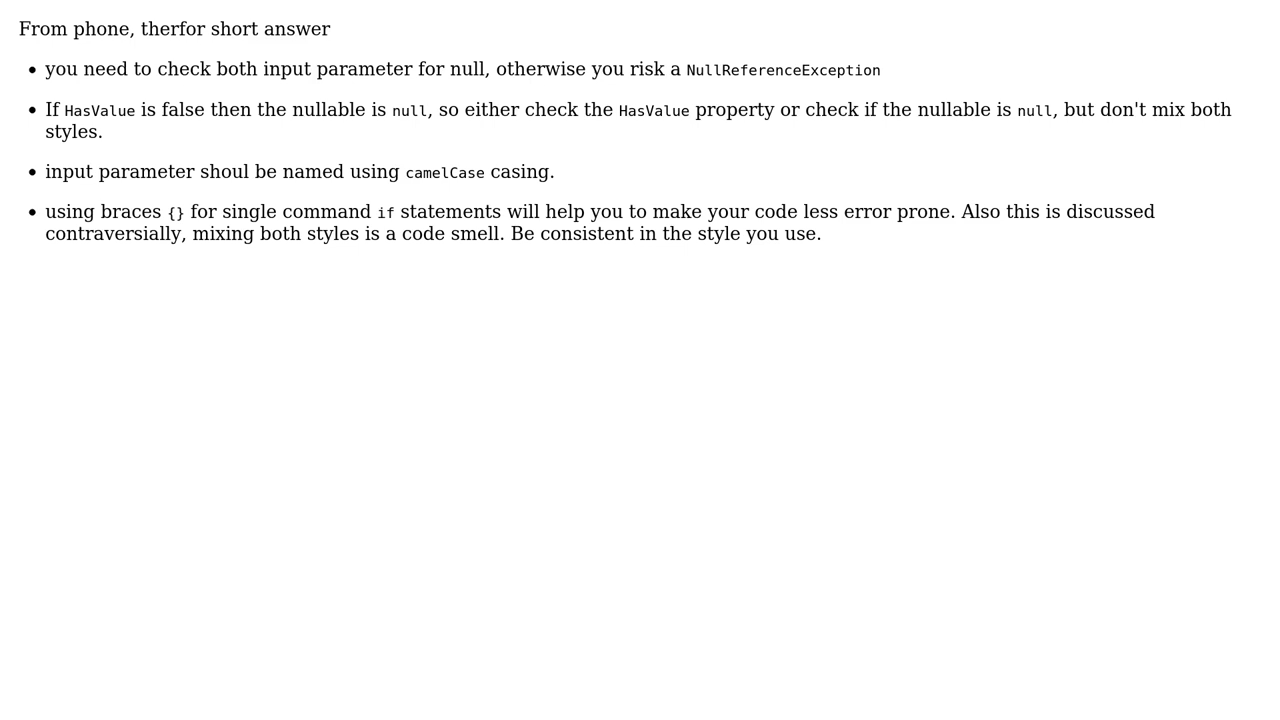 From phone, therfor short answer
you need to check both input parameter for null, otherwise you risk a NullReferenceException
If HasValue is false then the nullable is null, so either check the HasValue property or check if the nullable is null, but don't mix both
styles.
input parameter shoul be named using camelCase casing.
using braces {} for single command if statements will help you to make your code less error prone. Also this is discussed
contraversially, mixing both styles is a code smell. Be consistent in the style you use.